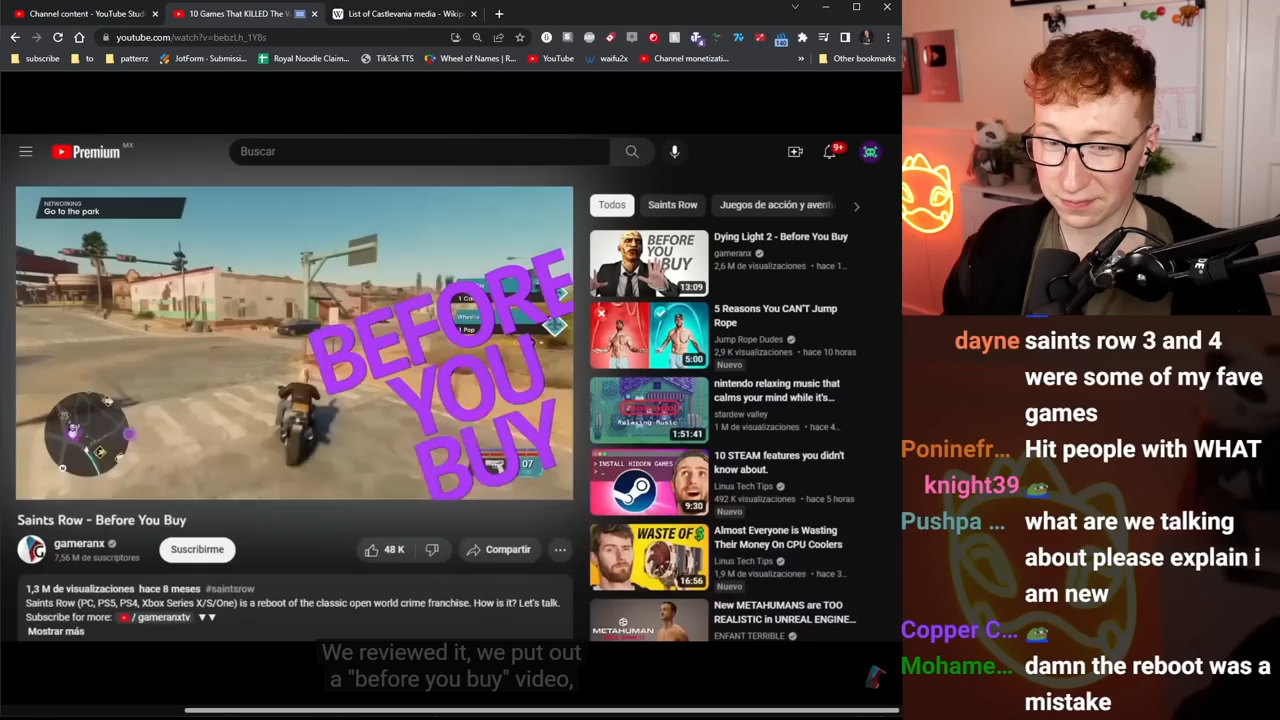 Channel content - YouTube Studi
10 Games That KILLED The W
List of Castlevania media - Wikip
youtube.com/watch?v=bebzLh_1Y8s
subscribe
to
patterrz
JotForm - Submissi...
Royal Noodle Claim...
TikTok TTS
Wheel of Names | R...
YouTube
waifu2x
Channel monetizati...
»
Other bookmarks
140
Premium MX
Buscar
9+
NETWORKING
Go to the park
BEFORE
YOU
BUY
1 Pop
07
Saints Row - Before You Buy
gameranx
7,56 M de suscriptores
Suscribirme
48 K
Compartir
1,3 M de visualizaciones hace 8 meses #saintsrow
Saints Row (PC, PS5, PS4, Xbox Series X/S/One) is a reboot of the classic open world crime franchise. How is it? Let's talk.
Subscribe for more: / gameranxtv
Mostrar más
We reviewed it, we put out
a "before you buy" video,
Todos
Saints Row
Juegos de acción y aventu
BEFORE
YOU
BUY
13:09
Dying Light 2 - Before You Buy
gameranx
2,6 M de visualizaciones • hace 1...
5:00
5 Reasons You CAN'T Jump
Rope
Jump Rope Dudes
2,9 K visualizaciones • hace 10 horas
Nuevo
Relaxing Music
1:51:41
nintendo relaxing music that
calms your mind while it's...
stardew valley
1 M de visualizaciones • hace 4...
INSTALL HIDDEN GAMES
9:30
10 STEAM features you didn't
know about.
Linus Tech Tips
492 K visualizaciones • hace 5 horas
Nuevo
WASTE OF $
16:56
Almost Everyone is Wasting
Their Money On CPU Coolers
Linus Tech Tips
1,9 M de visualizaciones • hace 3...
Nuevo
METAHUMAN
New METAHUMANS are TOO
REALISTIC in UNREAL ENGINE...
ENFANT TERRIBLE
dayne saints row 3 and 4
were some of my fave
games
Poninefr... Hit people with WHAT
knight39
Pushpa ... what are we talking
about please explain i
am new
Copper C...
Mohame... damn the reboot was a
mistake